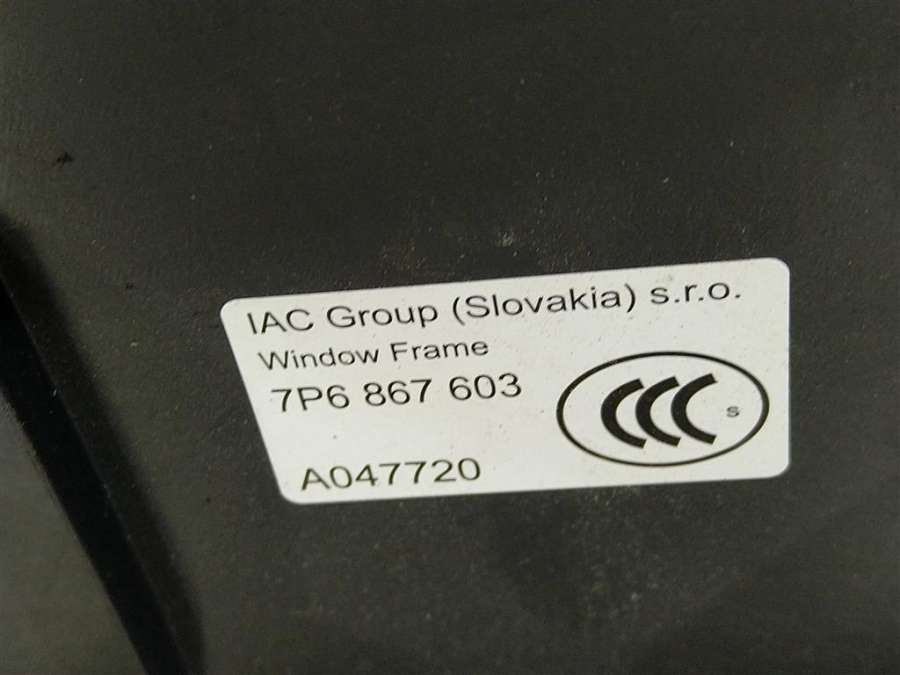 IAC Group (Slovakia) s.r.o.
Window Frame
7P6 867 603
CCC S
A047720